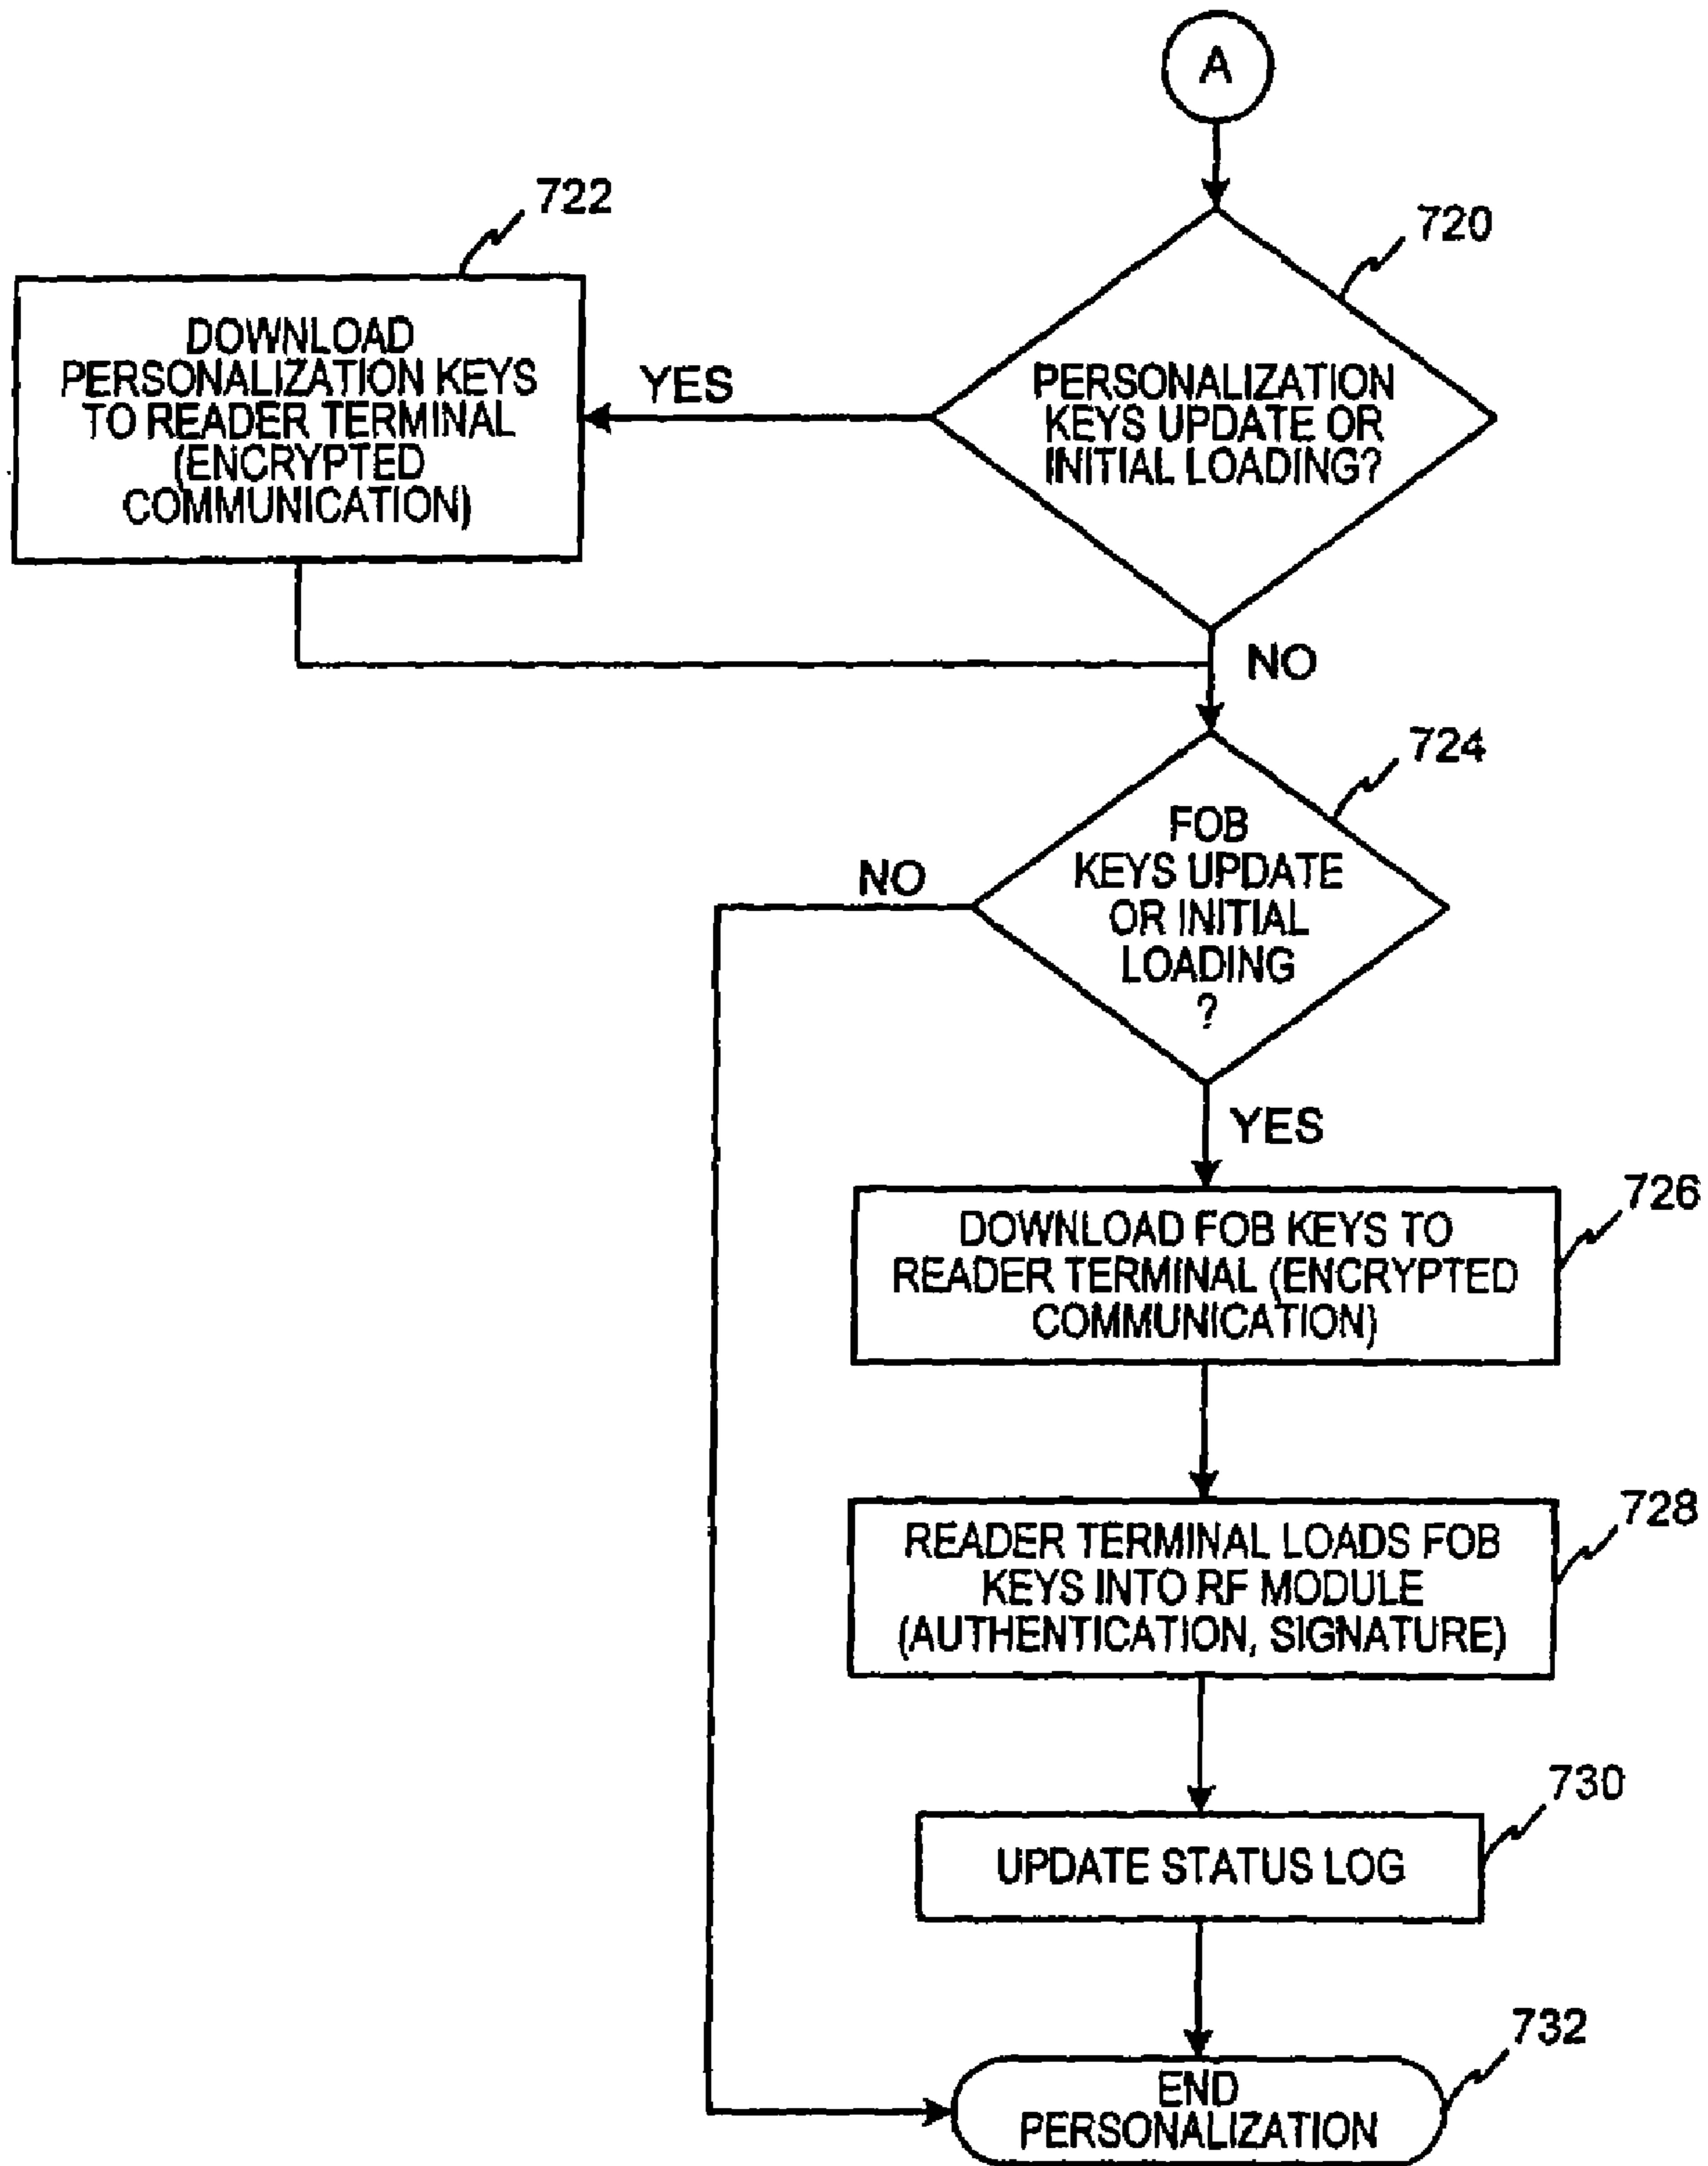 A
720
PERSONALIZATION
KEYS UPDATE OR
INITIAL LOADING?
YES
722
DOWNLOAD
PERSONALIZATION KEYS
TO READER TERMINAL
(ENCRYPTED
COMMUNICATION)
NO
724
FOB
KEYS UPDATE
OR INITIAL
LOADING
?
NO
YES
726
DOWNLOAD FOB KEYS TO
READER TERMINAL (ENCRYPTED
COMMUNICATION)
728
READER TERMINAL LOADS FOB
KEYS INTO RF MODULE
(AUTHENTICATION, SIGNATURE)
730
UPDATE STATUS LOG
732
END
PERSONALIZATION